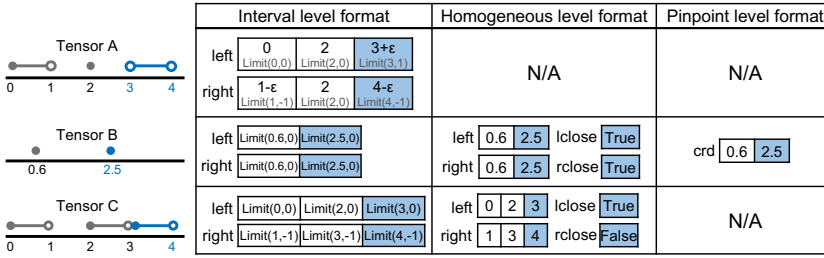 Interval level format Homogeneous level format Pinpoint level format
Tensor A
0 1 2 3 4
left 0 2 3+ε
Limit(0,0) Limit(2,0) Limit(3,1)
right 1-ε 2 4-ε
Limit(1,-1) Limit(2,0) Limit(4,-1)
N/A
N/A
Tensor B
0.6 2.5
left Limit(0.6,0) Limit(2.5,0)
right Limit(0.6,0) Limit(2.5,0)
left 0.6 2.5 lclose True
right 0.6 2.5 rclose True
crd 0.6 2.5
Tensor C
0 1 2 3 4
left Limit(0,0) Limit(2,0) Limit(3,0)
right Limit(1,-1) Limit(3,-1) Limit(4,-1)
left 0 2 3 lclose True
right 1 3 4 rclose False
N/A